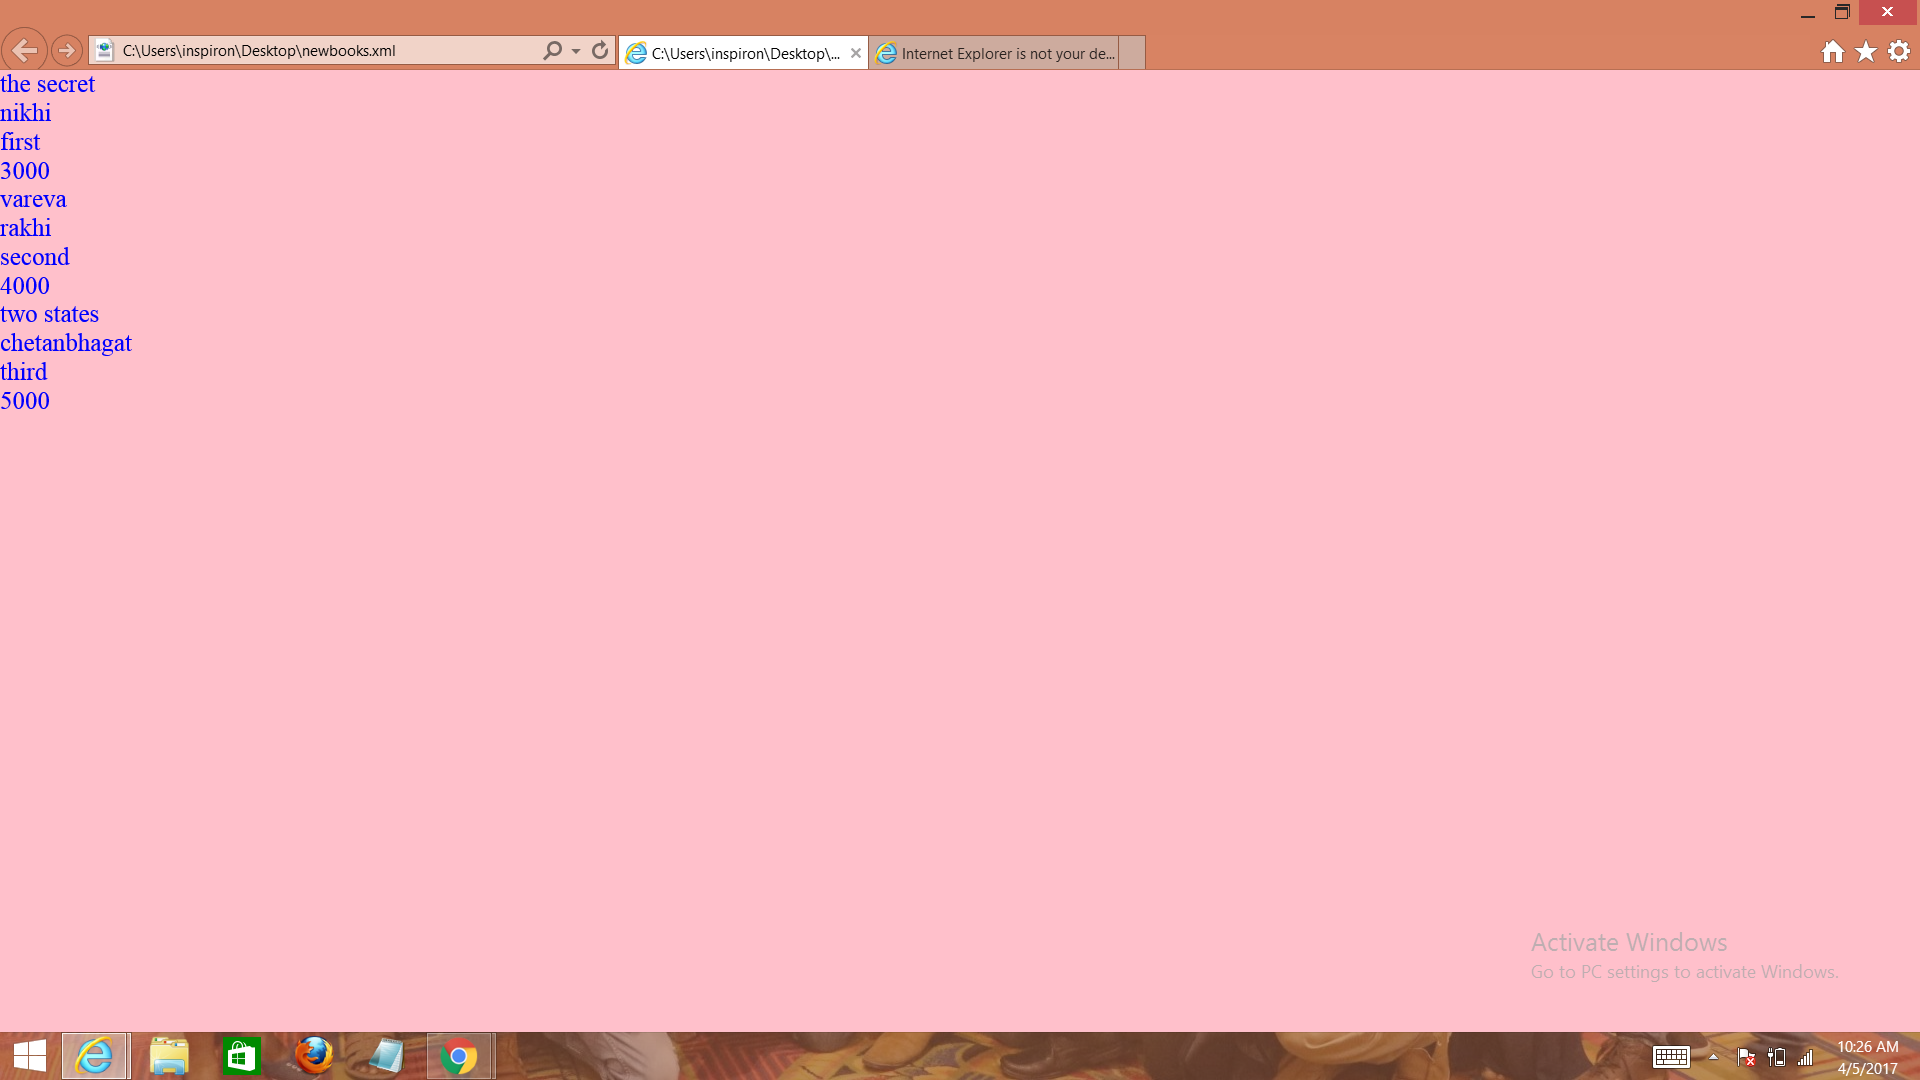 C:\Users\inspiron\Desktop\newbooks.xml
C:\Users\inspiron\Desktop\...
Internet Explorer is not your de...
the secret
nikhi
first
3000
vareva
rakhi
second
4000
two states
chetanbhagat
third
5000
Activate Windows
Go to PC settings to activate Windows.
10:26 AM
4/5/2017